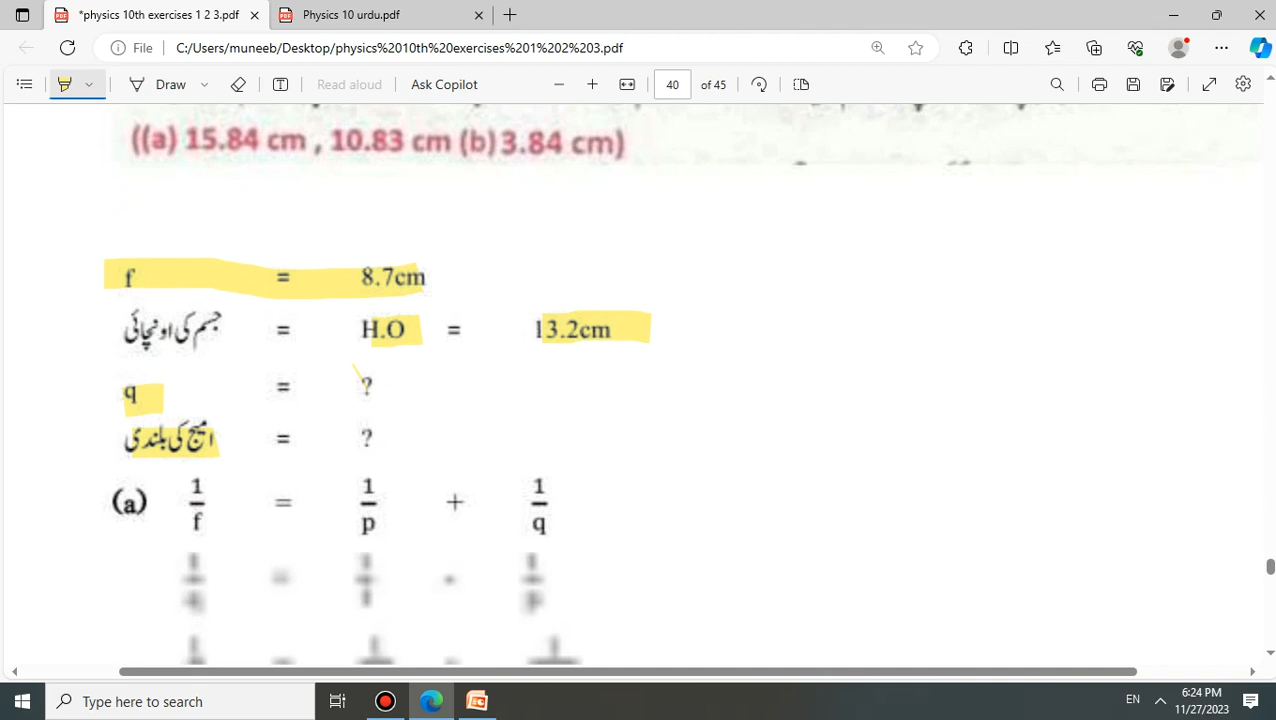 *physics 10th exercises 1 2 3.pdf
Physics 10 urdu.pdf
File C:/Users/muneeb/Desktop/physics%2010th%20exercises%201%202%203.pdf
Draw Read aloud Ask Copilot 40 of 45
((a) 15.84 cm , 10.83 cm (b) 3.84 cm)
f = 8.7cm
جسم کی اونچائی = H.O = 13.2cm
q = ?
امیج کی بلندی = ?
(a) 1/f = 1/p + 1/q
Type here to search
EN
6:24 PM
11/27/2023